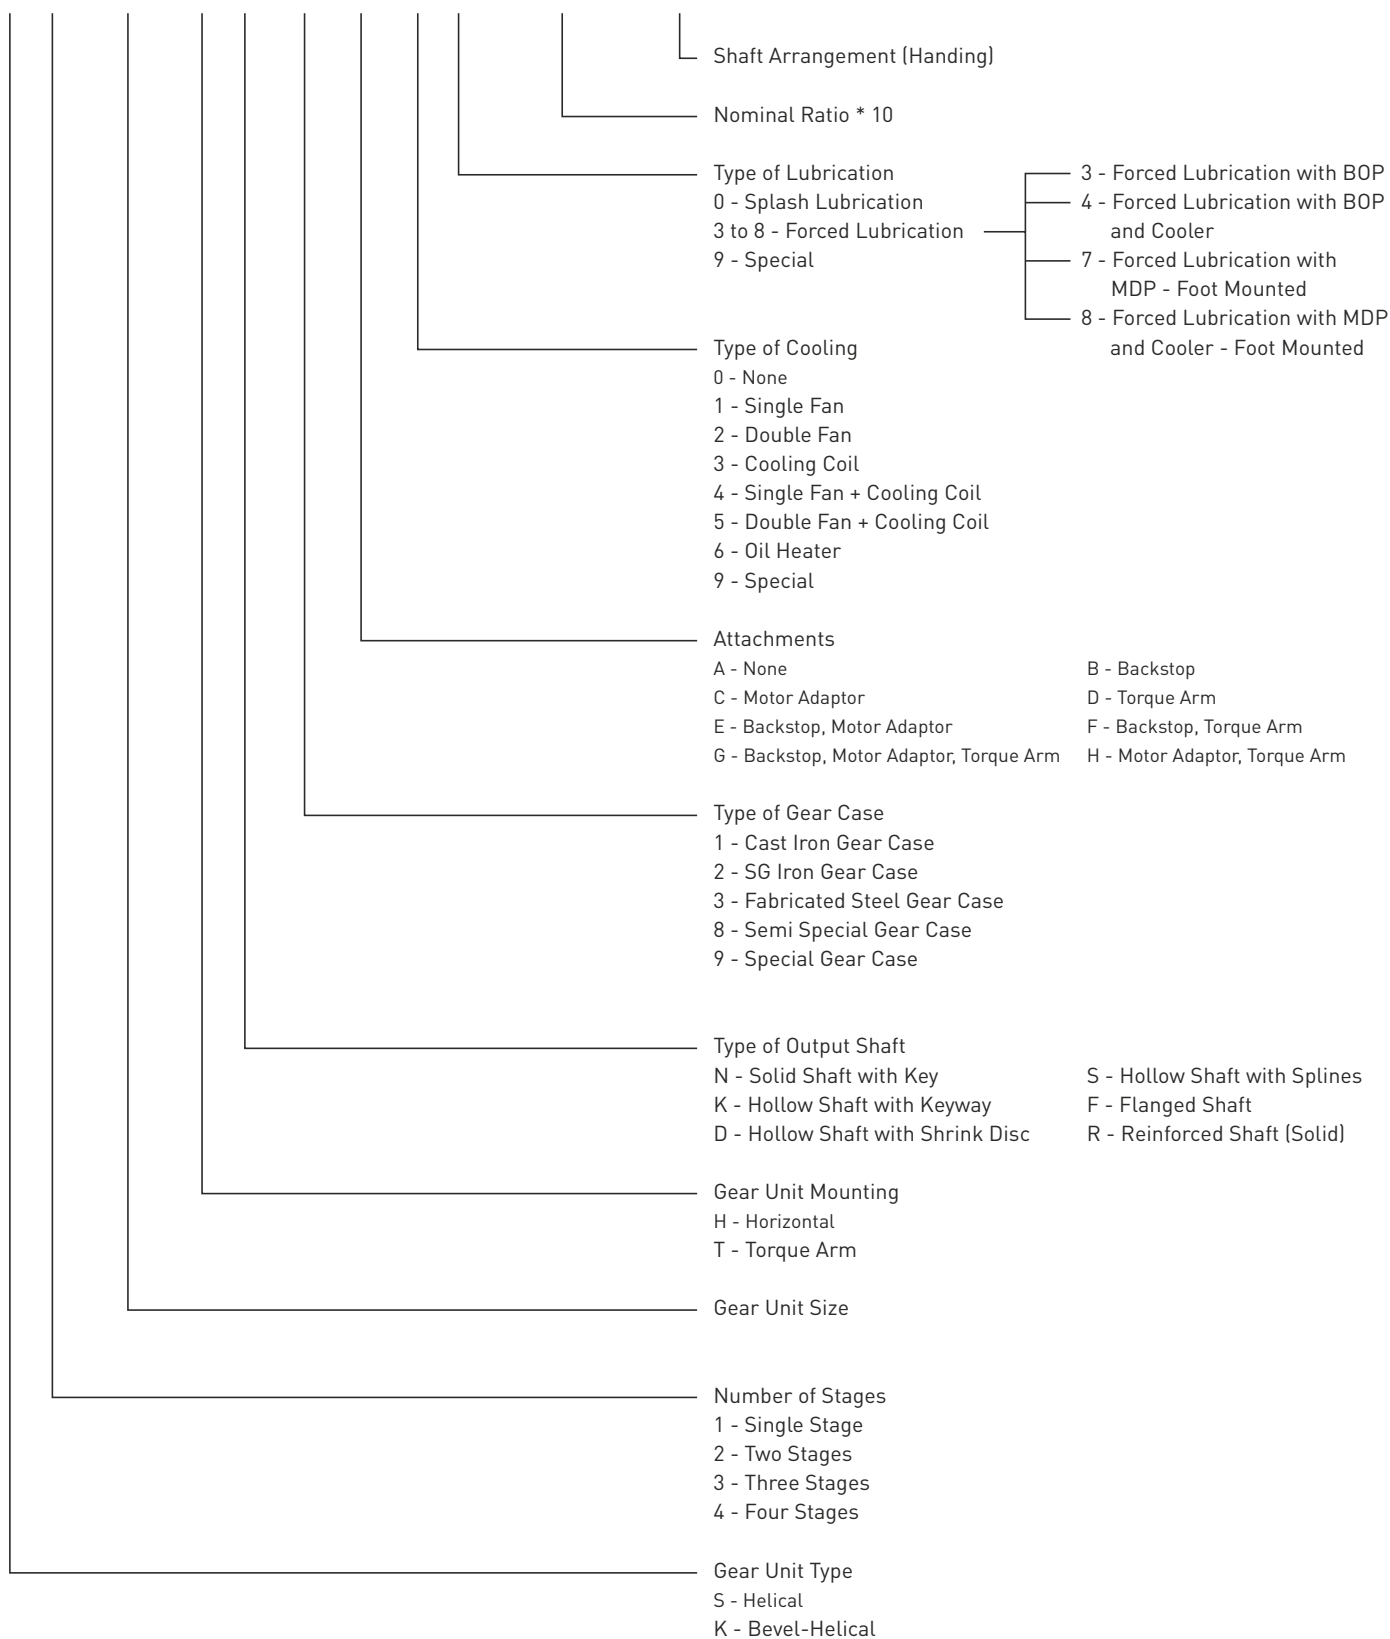 Shaft Arrangement (Handing)
Nominal Ratio * 10
Type of Lubrication
0 - Splash Lubrication
3 to 8 - Forced Lubrication
9 - Special
3 - Forced Lubrication with BOP
4 - Forced Lubrication with BOP
and Cooler
7 - Forced Lubrication with
MDP - Foot Mounted
8 - Forced Lubrication with MDP
and Cooler - Foot Mounted
Type of Cooling
0 - None
1 - Single Fan
2 - Double Fan
3 - Cooling Coil
4 - Single Fan + Cooling Coil
5 - Double Fan + Cooling Coil
6 - Oil Heater
9 - Special
Attachments
A - None
B - Backstop
C - Motor Adaptor
D - Torque Arm
E - Backstop, Motor Adaptor
F - Backstop, Torque Arm
G - Backstop, Motor Adaptor, Torque Arm
H - Motor Adaptor, Torque Arm
Type of Gear Case
1 - Cast Iron Gear Case
2 - SG Iron Gear Case
3 - Fabricated Steel Gear Case
8 - Semi Special Gear Case
9 - Special Gear Case
Type of Output Shaft
N - Solid Shaft with Key
S - Hollow Shaft with Splines
K - Hollow Shaft with Keyway
F - Flanged Shaft
D - Hollow Shaft with Shrink Disc
R - Reinforced Shaft (Solid)
Gear Unit Mounting
H - Horizontal
T - Torque Arm
Gear Unit Size
Number of Stages
1 - Single Stage
2 - Two Stages
3 - Three Stages
4 - Four Stages
Gear Unit Type
S - Helical
K - Bevel-Helical